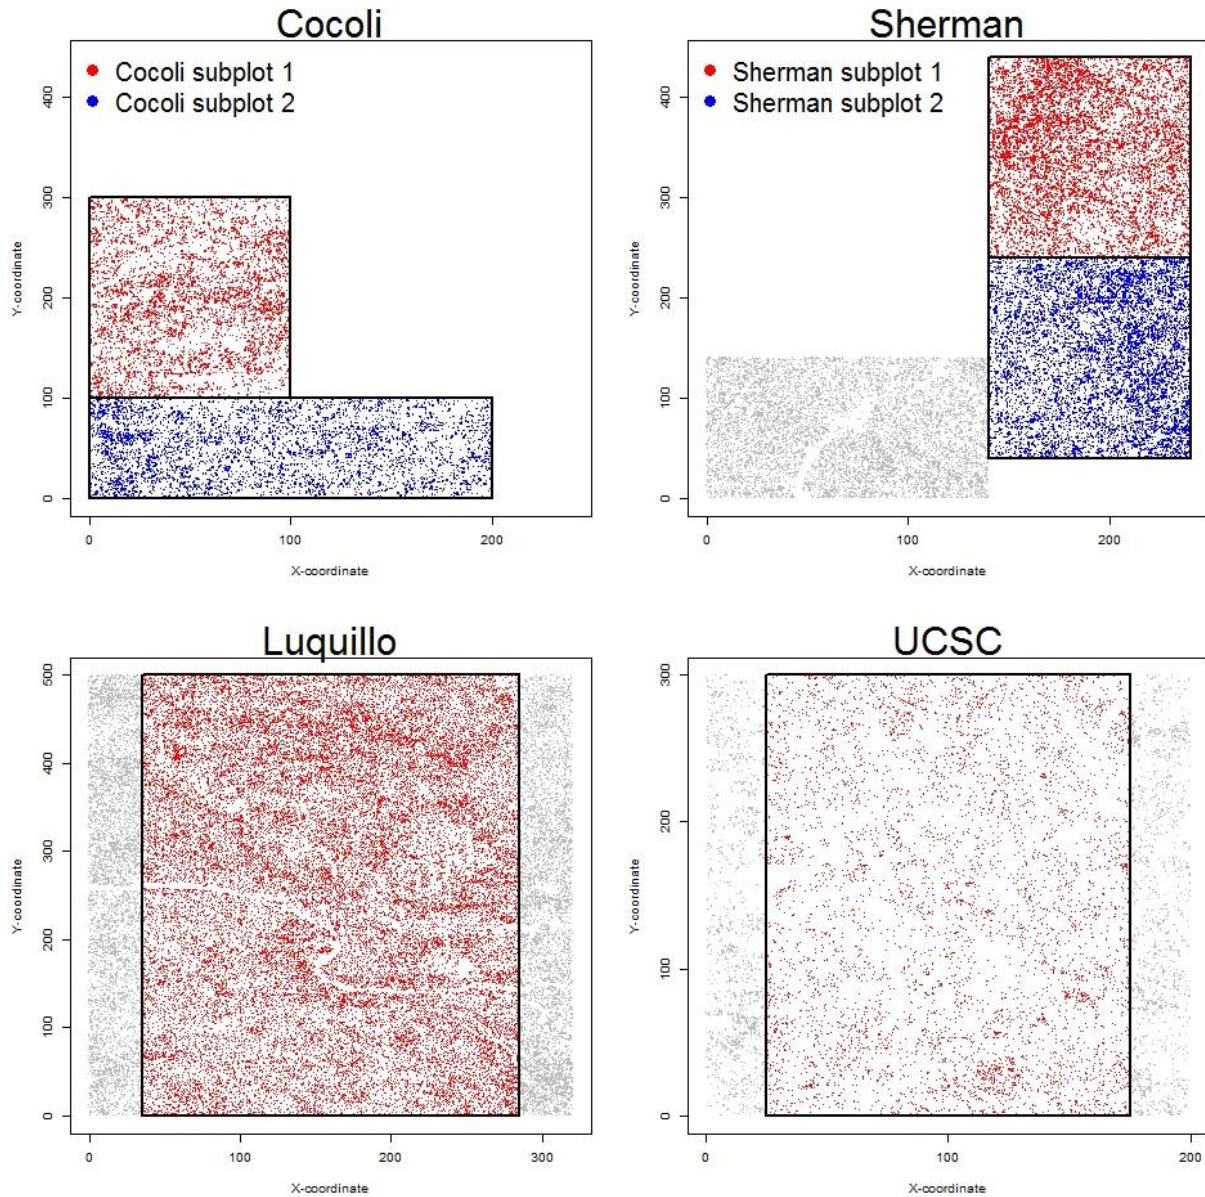 Cocoli
Cocoli subplot 1
Cocoli subplot 2
Y-coordinate
400
300
200
100
0
0 100 200
X-coordinate
Sherman
Sherman subplot 1
Sherman subplot 2
Y-coordinate
400
300
200
100
0
0 100 200
X-coordinate
Luquillo
Y-coordinate
500
400
300
200
100
0
0 100 200 300
X-coordinate
UCSC
Y-coordinate
300
200
100
0
0 100 200
X-coordinate